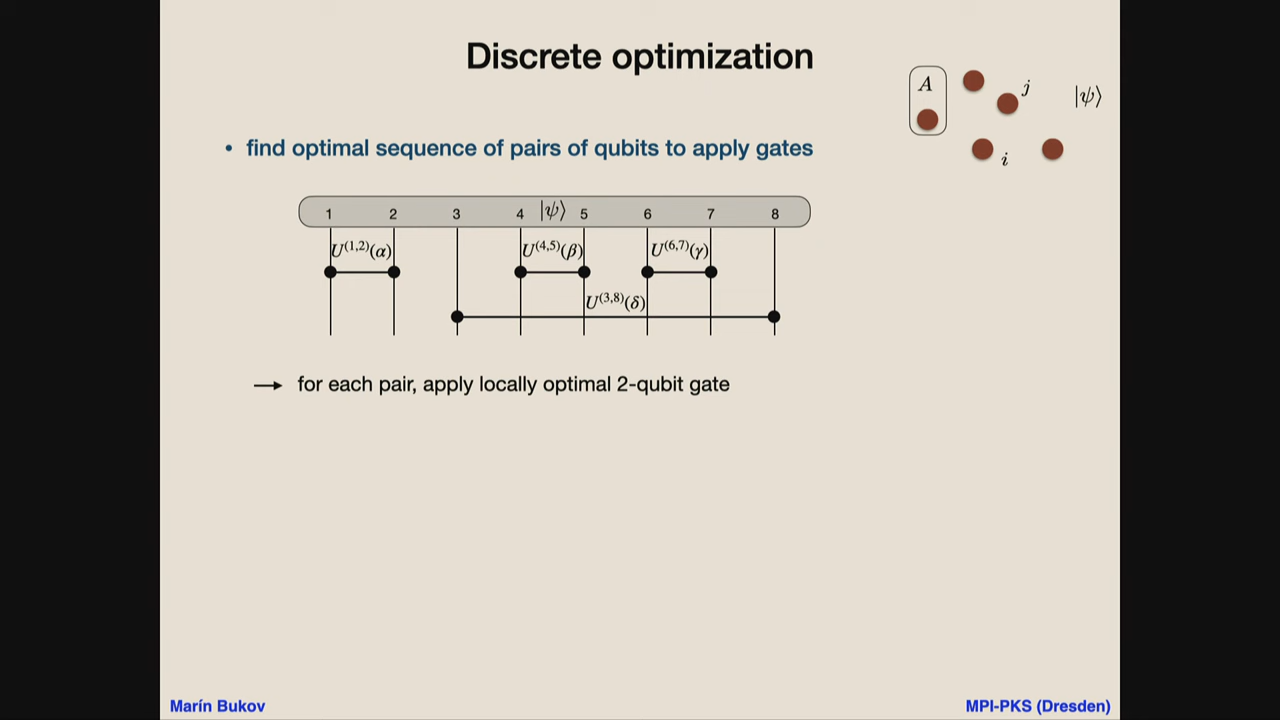 Discrete optimization
A
j
|ψ⟩
i
• find optimal sequence of pairs of qubits to apply gates
1 2 3 4 |ψ⟩ 5 6 7 8
U^(1,2)(α) U^(4,5)(β) U^(6,7)(γ)
U^(3,8)(δ)
→ for each pair, apply locally optimal 2-qubit gate
Marín Bukov
MPI-PKS (Dresden)